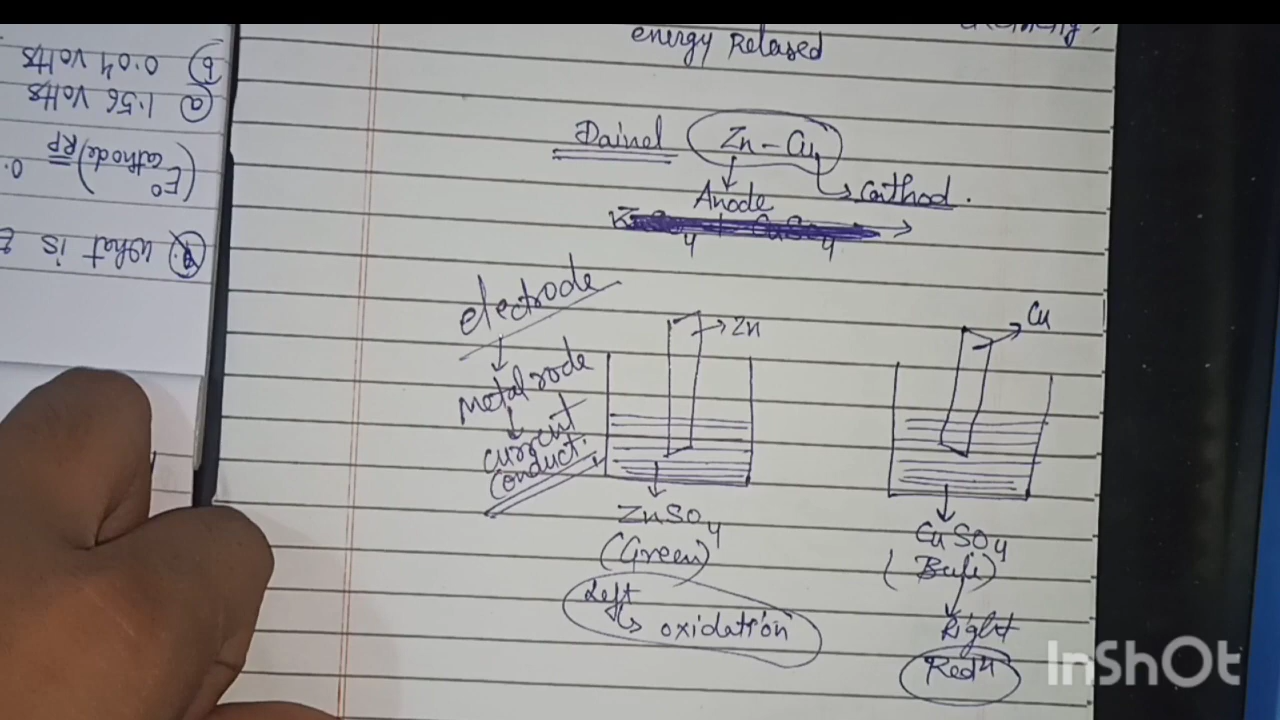 energy Relased
Dainel Zn - Cu
Anode
Cathod.
electrode
metal rode
current
conduct.
Zn
Cu
ZnSO4
(Green)
Left
oxidation
CuSO4
Right
Redn
(E°cathode)RP = 0.
ⓐ 1.56 Volts
ⓑ 0.04 Volts
Q. What is
InShOt